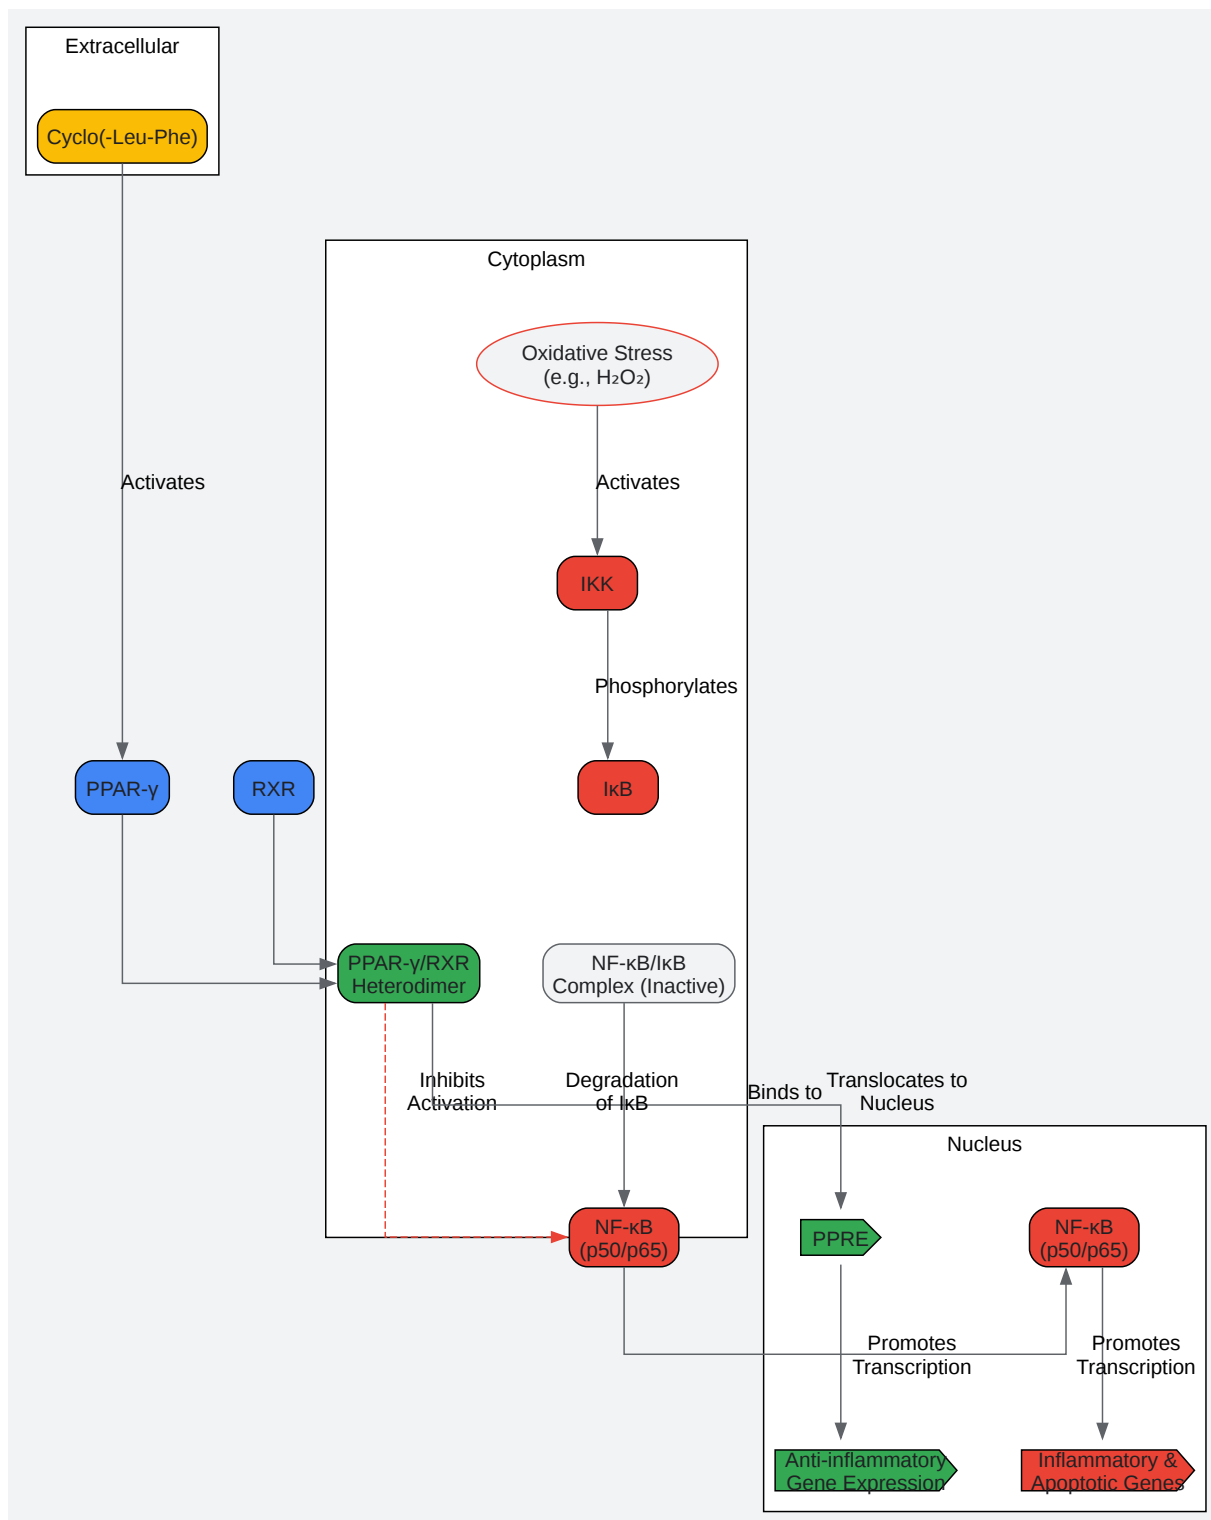 Extracellular
Cyclo(-Leu-Phe)
Cytoplasm
Oxidative Stress
(e.g., H₂O₂)
Activates
Activates
IKK
Phosphorylates
PPAR-γ
RXR
IκB
PPAR-γ/RXR
Heterodimer
NF-κB/IκB
Complex (Inactive)
Inhibits
Activation
Degradation
of IκB
Binds to
Translocates to
Nucleus
Nucleus
NF-κB
(p50/p65)
PPRE
NF-κB
(p50/p65)
Promotes
Transcription
Promotes
Transcription
Anti-inflammatory
Gene Expression
Inflammatory &
Apoptotic Genes